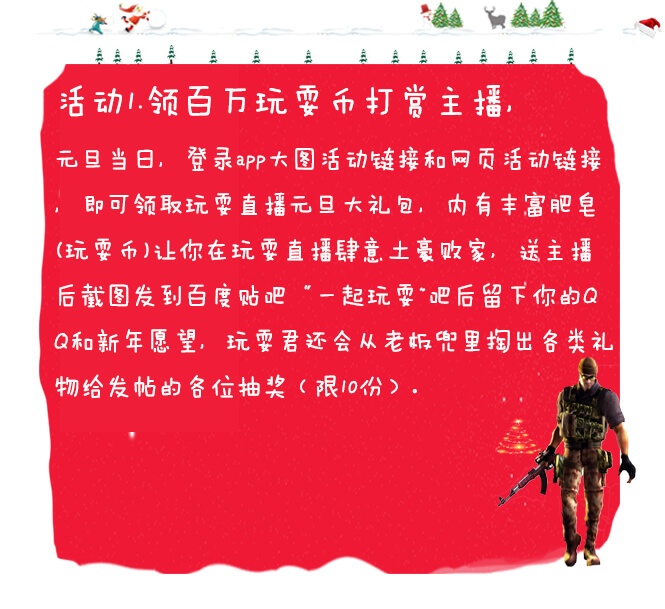 活动1.领百万玩耍币打赏主播,
元旦当日, 登录app大图活动链接和网页活动链接
, 即可领取玩耍直播元旦大礼包, 内有丰富肥皂
(玩耍币)让你在玩耍直播肆意土豪败家, 送主播
后截图发到百度贴吧“一起玩耍”吧后留下你的Q
Q和新年愿望, 玩耍君还会从老板兜里掏出各类礼
物给发帖的各位抽奖（限10份）.